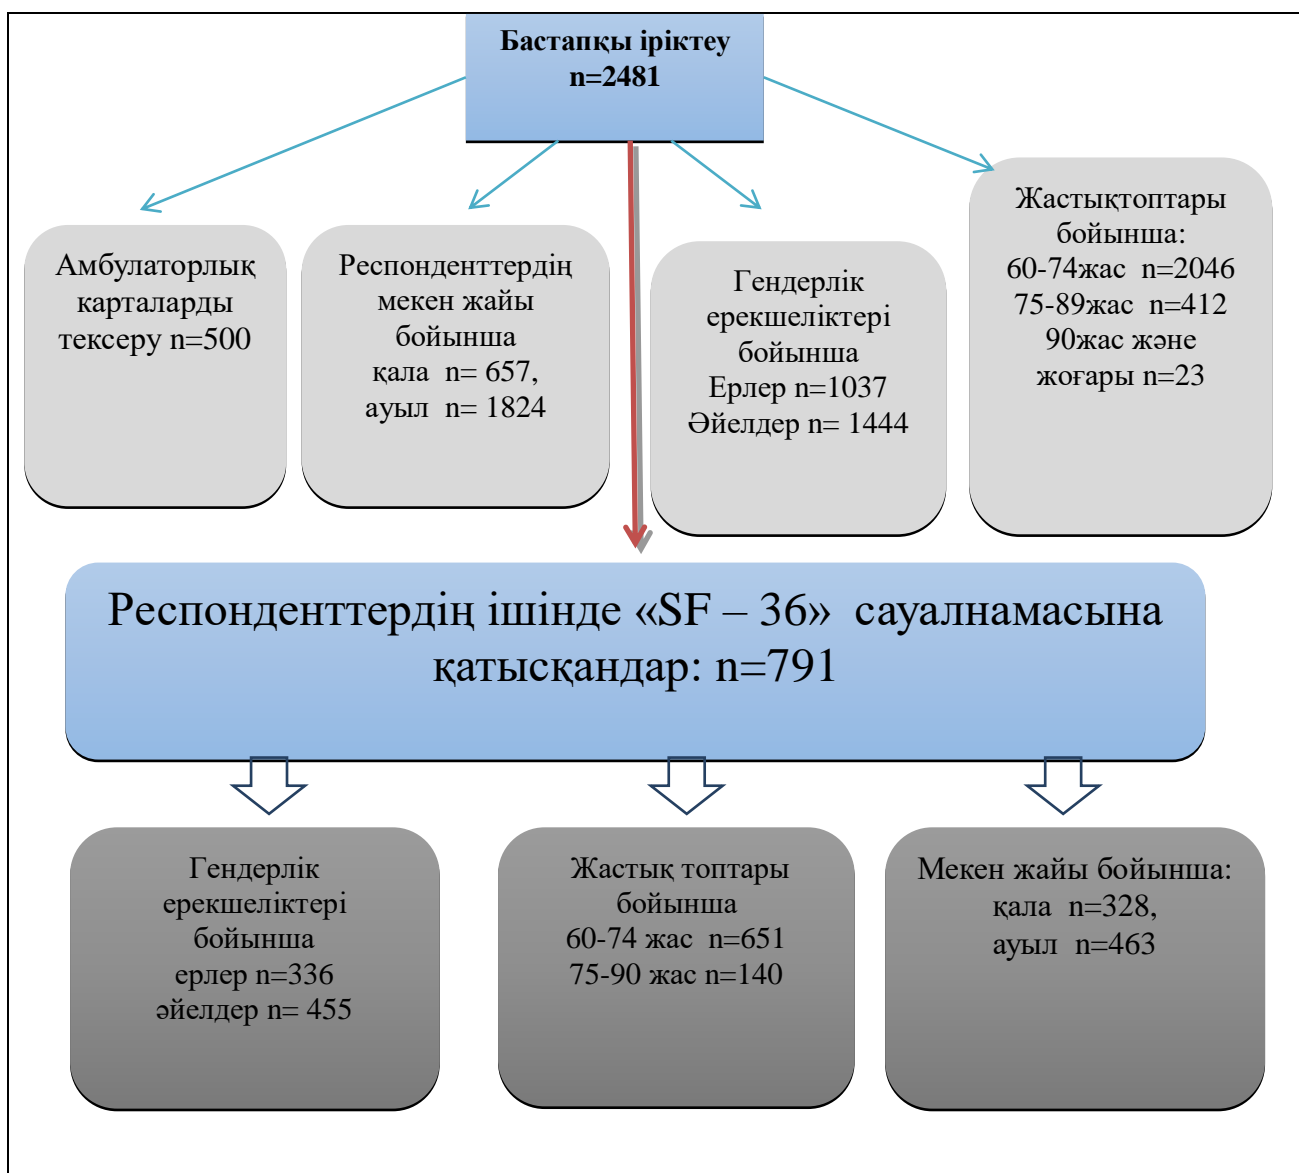 Бастапқы іріктеу
n=2481
Амбулаторлық
карталарды
тексеру n=500
Респонденттердің
мекен жайы
бойынша
қала n= 657,
ауыл n= 1824
Гендерлік
ерекшеліктері
бойынша
Ерлер n=1037
Әйелдер n= 1444
Жастықтоптары
бойынша:
60-74жас n=2046
75-89жас n=412
90жас және
жоғары n=23
Респонденттердің ішінде «SF – 36» сауалнамасына
қатысқандар: n=791
Гендерлік
ерекшеліктері
бойынша
ерлер n=336
әйелдер n= 455
Жастық топтары
бойынша
60-74 жас n=651
75-90 жас n=140
Мекен жайы бойынша:
қала n=328,
ауыл n=463